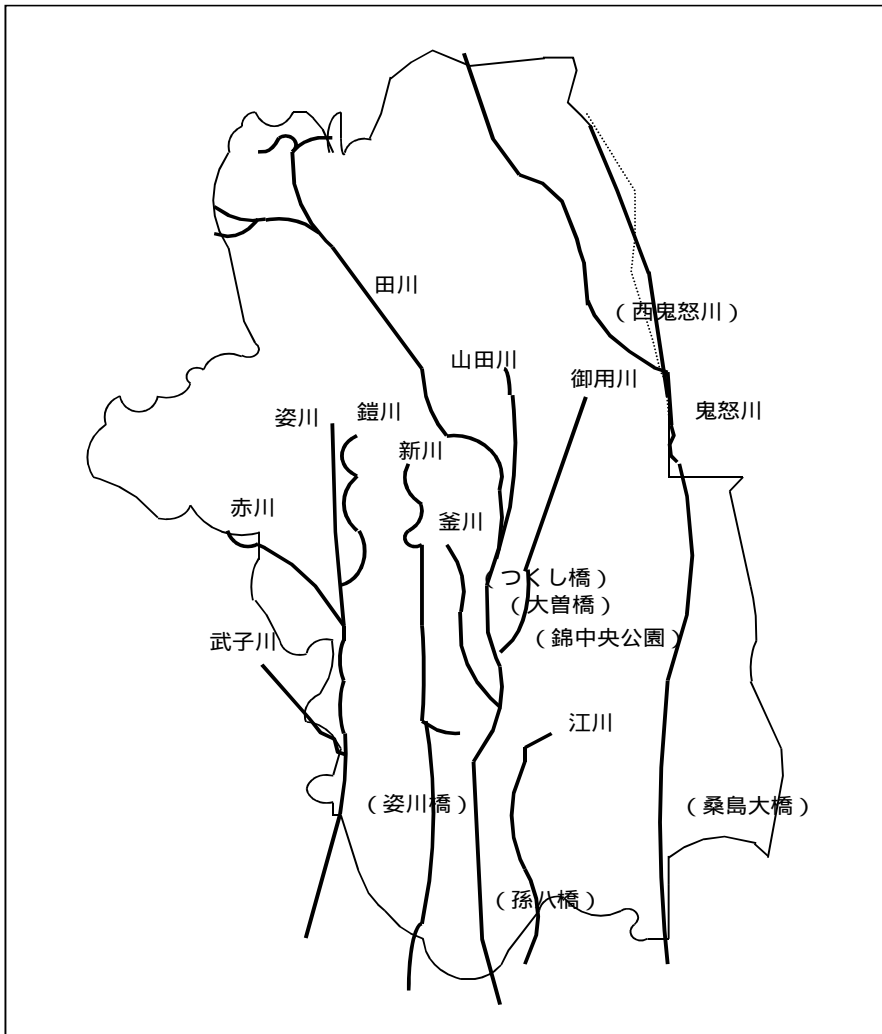 田川
（西鬼怒川）
山田川
御用川
鬼怒川
鎧川
姿川
新川
赤川
釜川
（つくし橋）
（大曽橋）
（錦中央公園）
武子川
江川
（姿川橋）
（桑島大橋）
（孫八橋）